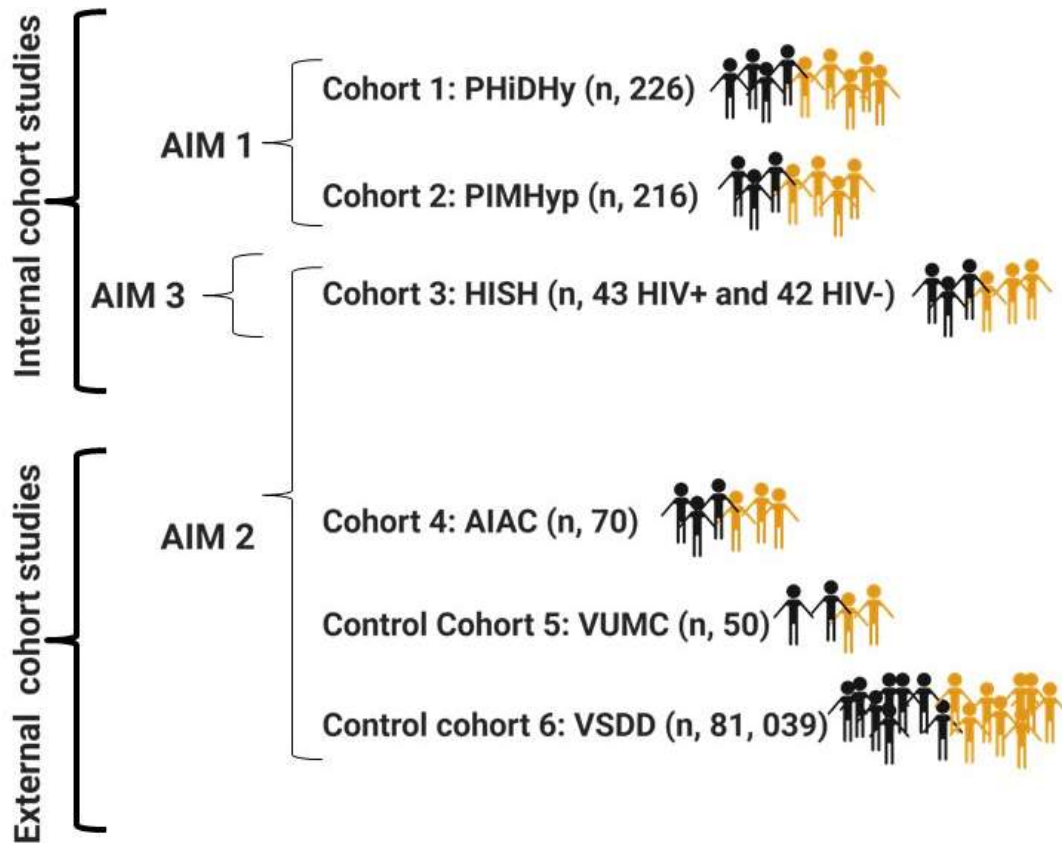 Internal cohort studies
AIM 1
Cohort 1: PHiDHy (n, 226)
Cohort 2: PIMHyp (n, 216)
AIM 3
Cohort 3: HISH (n, 43 HIV+ and 42 HIV-)
External cohort studies
AIM 2
Cohort 4: AIAC (n, 70)
Control Cohort 5: VUMC (n, 50)
Control cohort 6: VSDD (n, 81, 039)